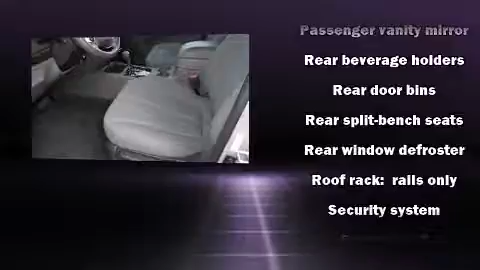 Passenger vanity mirror
Rear beverage holders
Rear door bins
Rear split-bench seats
Rear window defroster
Roof rack: rails only
Security system